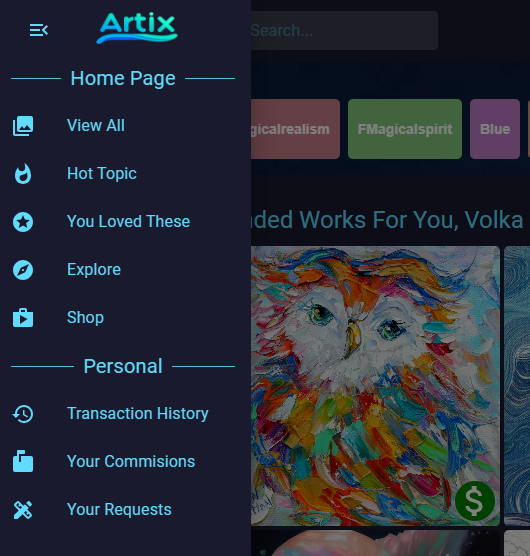 Artix
Search...
Home Page
View All
Hot Topic
You Loved These
Explore
Shop
Personal
Transaction History
Your Commisions
Your Requests
gicalrealism
FMagicalspirit
Blue
nded Works For You, Volka
$